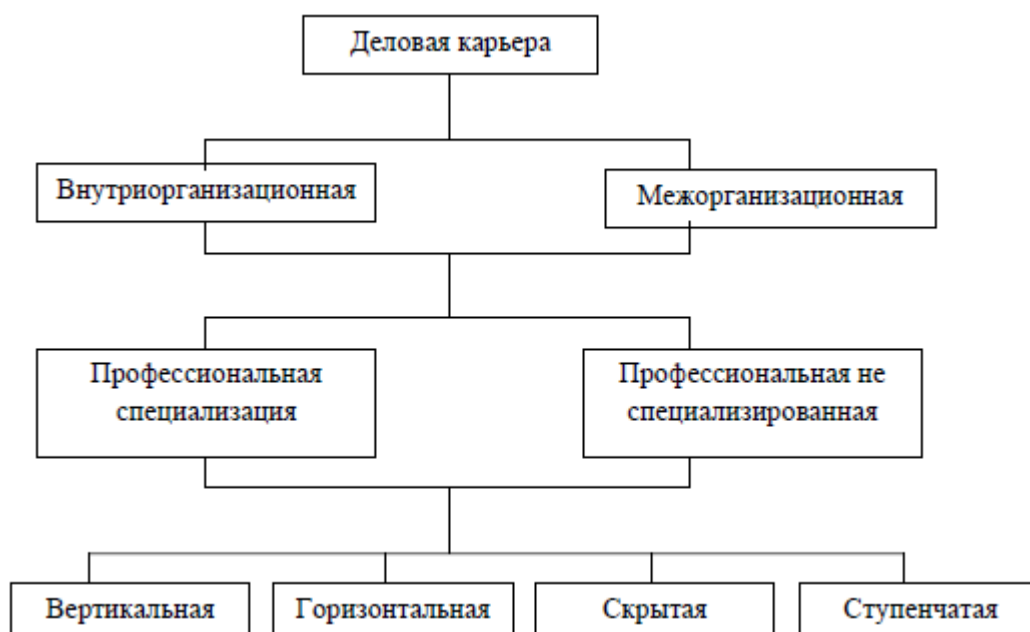 Деловая карьера
Внутриорганизационная
Межорганизационная
Профессиональная
специализация
Профессиональная не
специализированная
Вертикальная
Горизонтальная
Скрытая
Ступенчатая